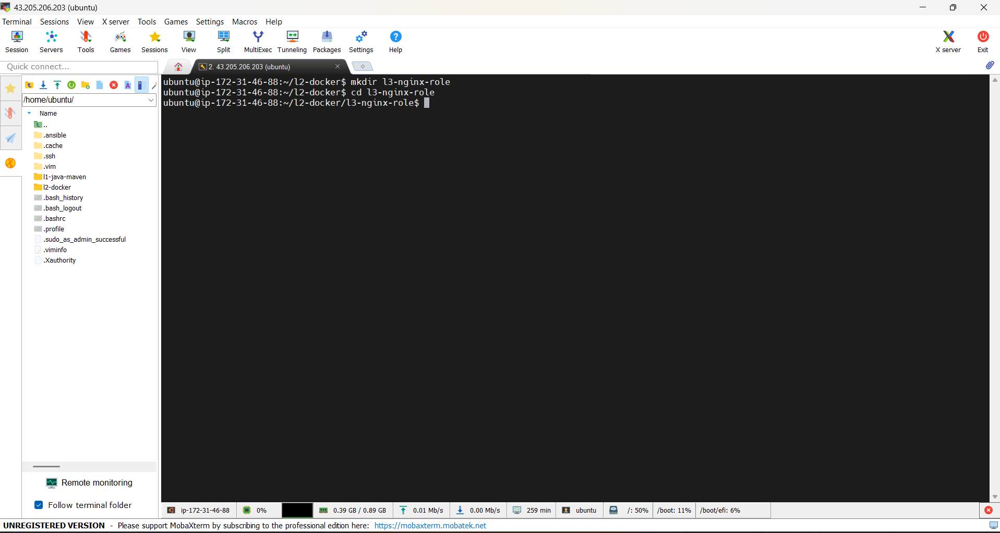 43.205.206.203 (ubuntu)
Terminal Sessions View X server Tools Games Settings Macros Help
Session Servers Tools Games Sessions View Split MultiExec Tunneling Packages Settings Help X server Exit
Quick connect...
2. 43.205.206.203 (ubuntu)
/home/ubuntu/
Name
..
.ansible
.cache
.ssh
.vim
l1-java-maven
l2-docker
.bash_history
.bash_logout
.bashrc
.profile
.sudo_as_admin_successful
.viminfo
.Xauthority
Remote monitoring
Follow terminal folder
ubuntu@ip-172-31-46-88:~/l2-docker$ mkdir l3-nginx-role
ubuntu@ip-172-31-46-88:~/l2-docker$ cd l3-nginx-role
ubuntu@ip-172-31-46-88:~/l2-docker/l3-nginx-role$
ip-172-31-46-88 0% 0.39 GB / 0.89 GB 0.01 Mb/s 0.00 Mb/s 259 min ubuntu /: 50% /boot: 11% /boot/efi: 6%
UNREGISTERED VERSION - Please support MobaXterm by subscribing to the professional edition here: https://mobaxterm.mobatek.net